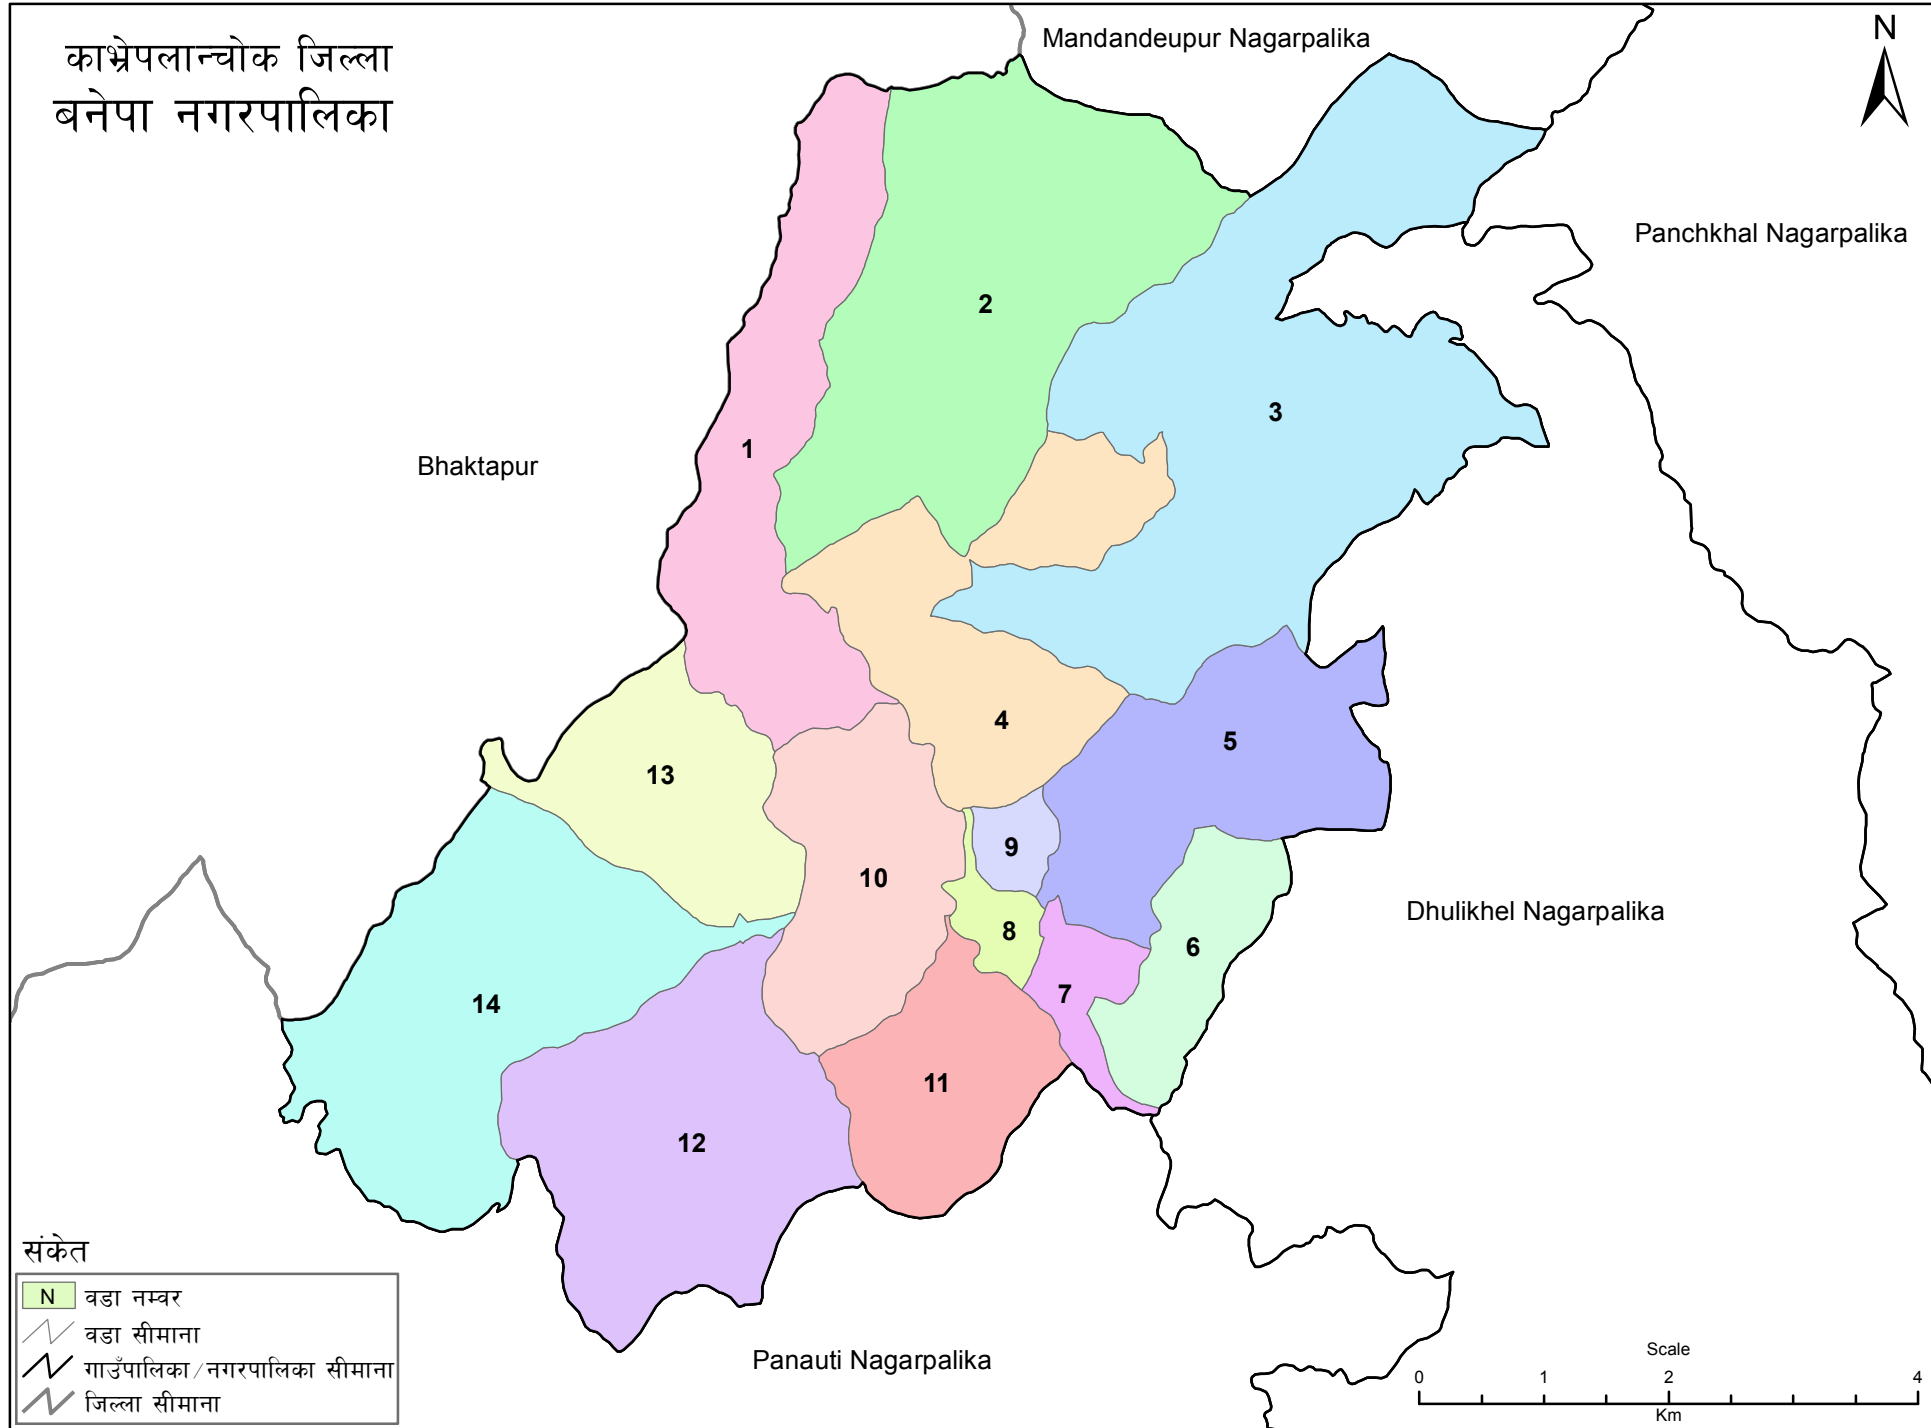 काभ्रेपलान्चोक जिल्ला
बनेपा नगरपालिका
Mandandeupur Nagarpalika
N
Panchkhal Nagarpalika
2
3
1
Bhaktapur
4
5
13
9
10
Dhulikhel Nagarpalika
8
6
7
14
11
12
संकेत
N वडा नम्वर
वडा सीमाना
गाउँपालिका/नगरपालिका सीमाना
जिल्ला सीमाना
Panauti Nagarpalika
Scale
0 1 2 4
Km